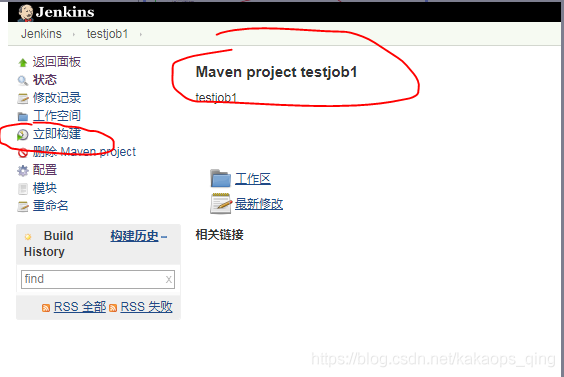 Jenkins
Jenkins › testjob1 ›
返回面板
状态
修改记录
工作空间
立即构建
删除 Maven project
配置
模块
重命名
Build History 构建历史 –
find x
RSS 全部 RSS 失败
Maven project testjob1
testjob1
工作区
最新修改
相关链接
https://blog.csdn.net/kakaops_qing